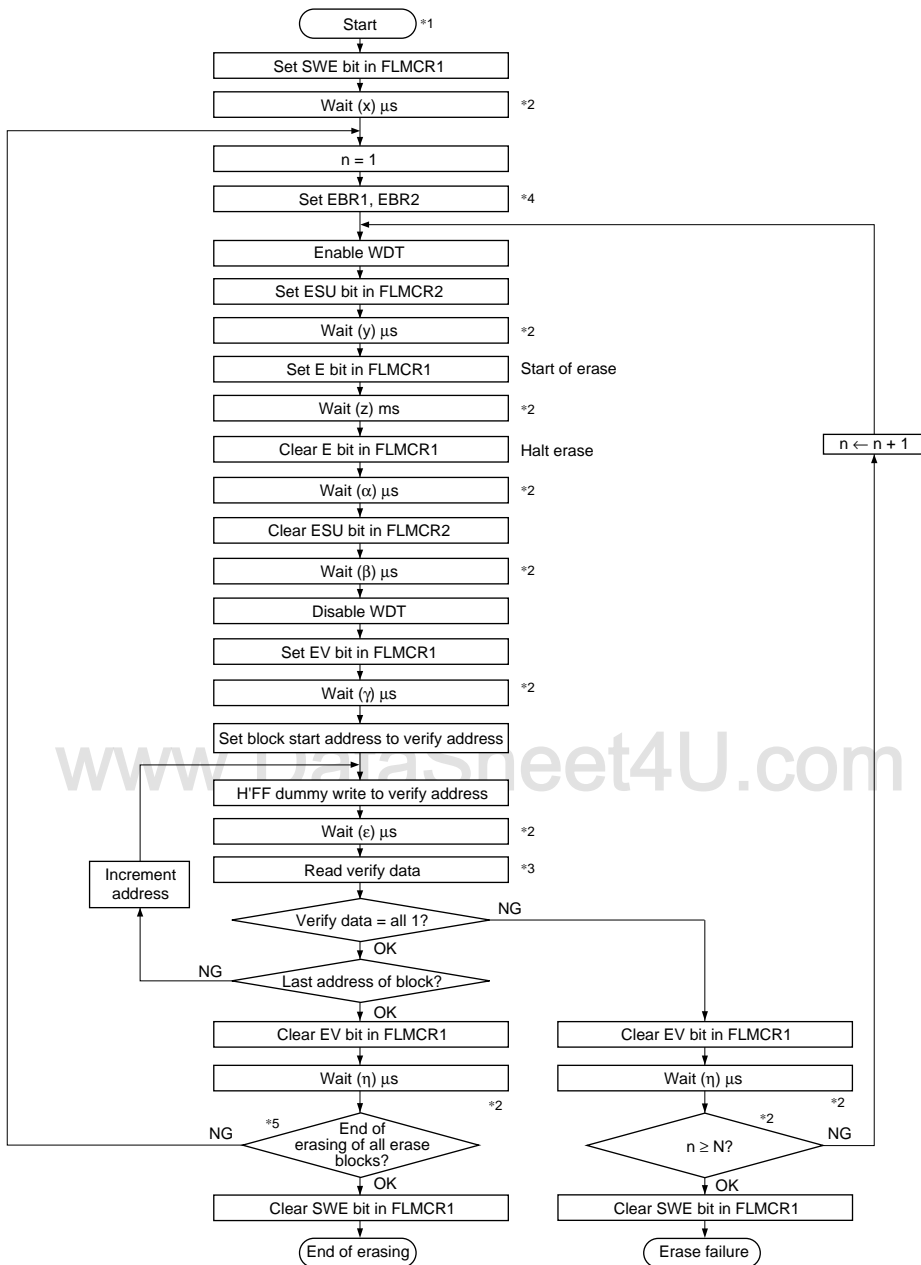 Start *1
Set SWE bit in FLMCR1
Wait (x) μs *2
n = 1
Set EBR1, EBR2 *4
Enable WDT
Set ESU bit in FLMCR2
Wait (y) μs *2
Set E bit in FLMCR1 Start of erase
Wait (z) ms *2
Clear E bit in FLMCR1 Halt erase
n ← n + 1
Wait (α) μs *2
Clear ESU bit in FLMCR2
Wait (β) μs *2
Disable WDT
Set EV bit in FLMCR1
Wait (γ) μs *2
Set block start address to verify address
www.DataSheet4U.com
H'FF dummy write to verify address
Wait (ε) μs *2
Increment
address
Read verify data *3
Verify data = all 1? NG
OK
NG Last address of block?
OK
Clear EV bit in FLMCR1
Wait (η) μs
*2
NG *5 End of
erasing of all erase
blocks?
OK
Clear SWE bit in FLMCR1
End of erasing
Clear EV bit in FLMCR1
Wait (η) μs
*2
*2
n ≥ N? NG
OK
Clear SWE bit in FLMCR1
Erase failure